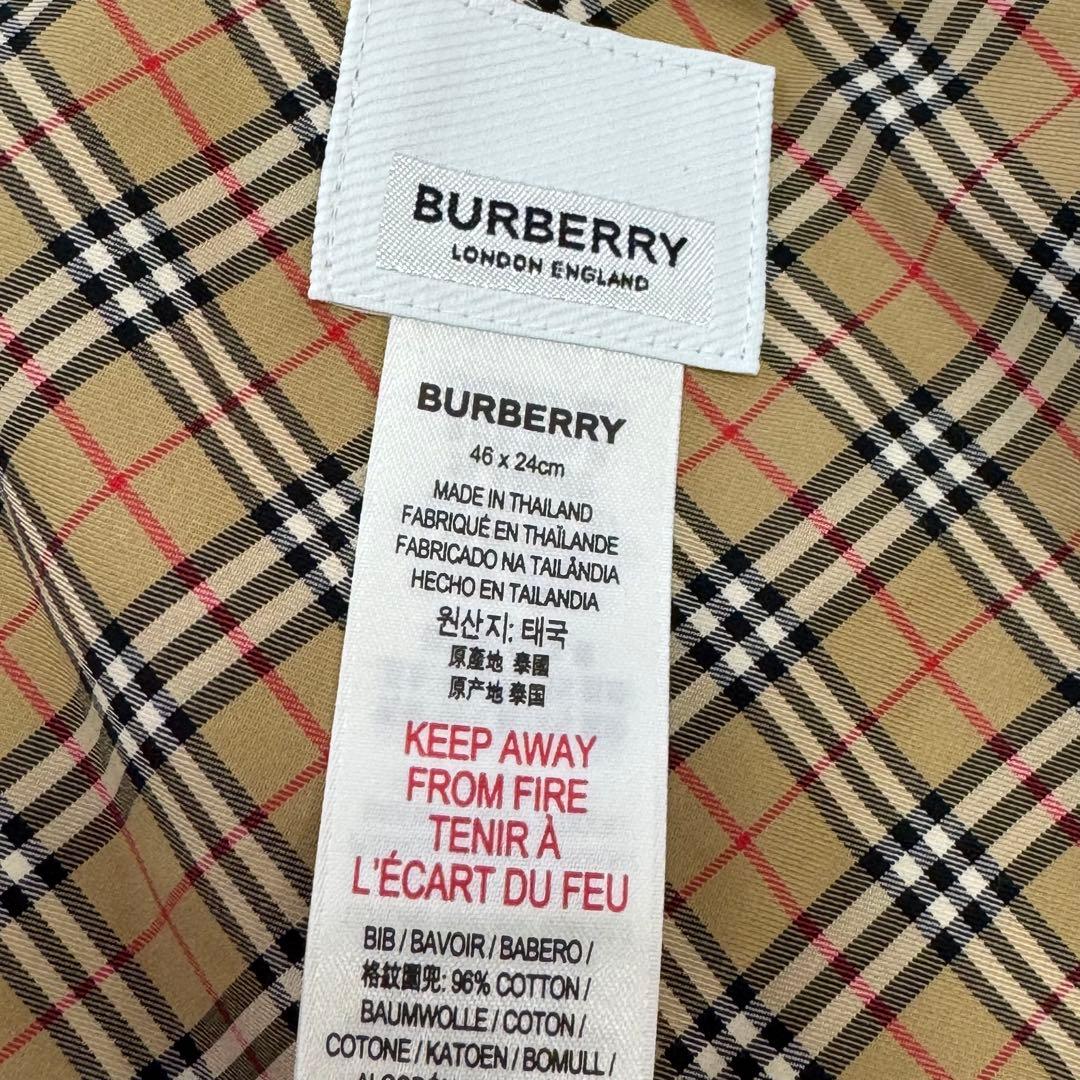 BURBERRY
LONDON ENGLAND
BURBERRY
46 x 24cm
MADE IN THAILAND
FABRIQUÉ EN THAÏLANDE
FABRICADO NA TAILÂNDIA
HECHO EN TAILANDIA
원산지: 태국
原產地 泰國
原产地 泰国
KEEP AWAY
FROM FIRE
TENIR À
L'ÉCART DU FEU
BIB / BAVOIR / BABERO /
格紋圍兜: 96% COTTON /
BAUMWOLLE / COTON /
COTONE / KATOEN / BOMULL /